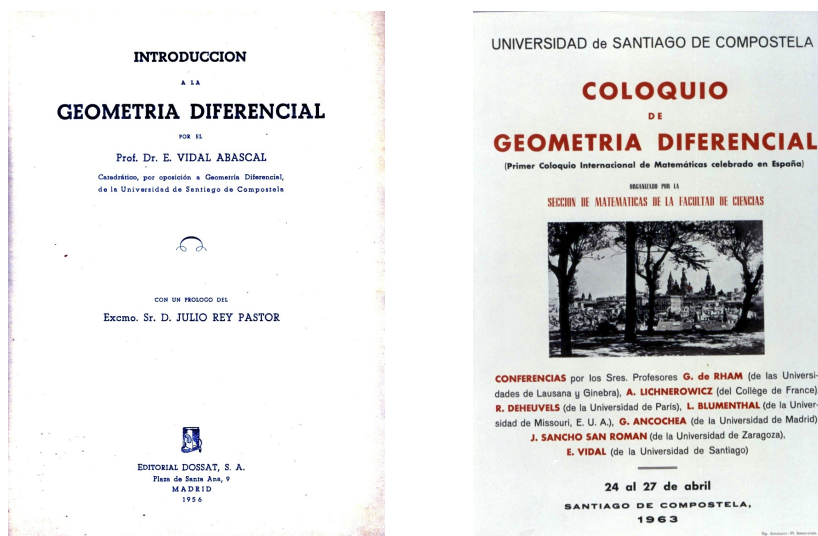 INTRODUCCION
A LA
GEOMETRIA DIFERENCIAL
POR EL
Prof. Dr. E. VIDAL ABASCAL
Catedrático, por oposición a Geometría Diferencial,
de la Universidad de Santiago de Compostela
CON UN PROLOGO DEL
Excmo. Sr. D. JULIO REY PASTOR
EDITORIAL DOSSAT, S. A.
Plaza de Santa Ana, 9
MADRID
1956
UNIVERSIDAD de SANTIAGO DE COMPOSTELA
COLOQUIO
DE
GEOMETRIA DIFERENCIAL
(Primer Coloquio Internacional de Matemáticas celebrado en España)
ORGANIZADO POR LA
SECCION DE MATEMATICAS DE LA FACULTAD DE CIENCIAS
CONFERENCIAS por los Sres. Profesores G. de RHAM (de las Universi-
dades de Lausana y Ginebra), A. LICHNEROWICZ (del Collège de France)
R. DEHEUVELS (de la Universidad de Paris), L. BLUMENTHAL (de la Univer-
sidad de Missouri, E. U. A.), G. ANCOCHEA (de la Universidad de Madrid)
J. SANCHO SAN ROMAN (de la Universidad de Zaragoza),
E. VIDAL (de la Universidad de Santiago)
24 al 27 de abril
SANTIAGO DE COMPOSTELA,
1963